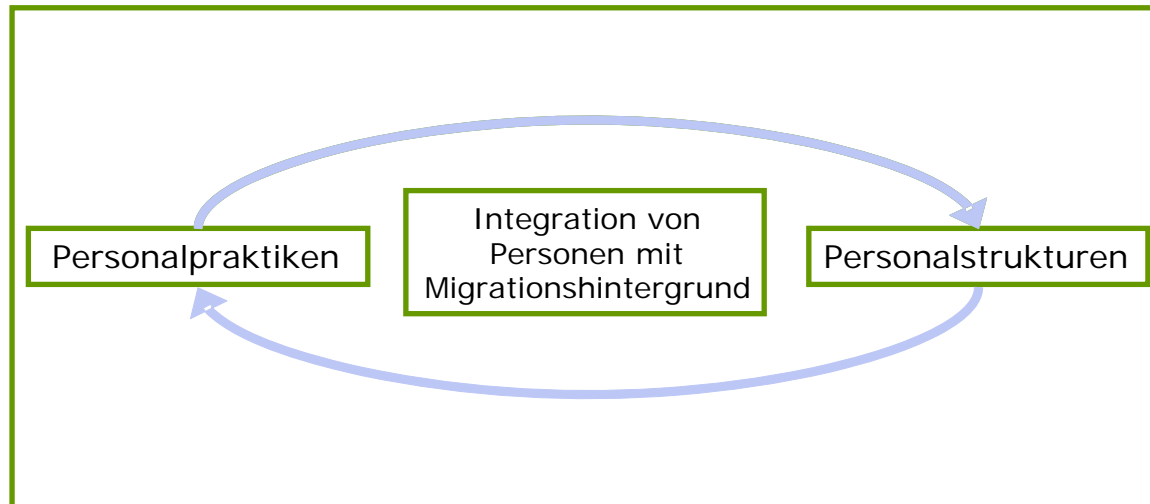 Personalpraktiken
Integration von
Personen mit
Migrationshintergrund
Personalstrukturen